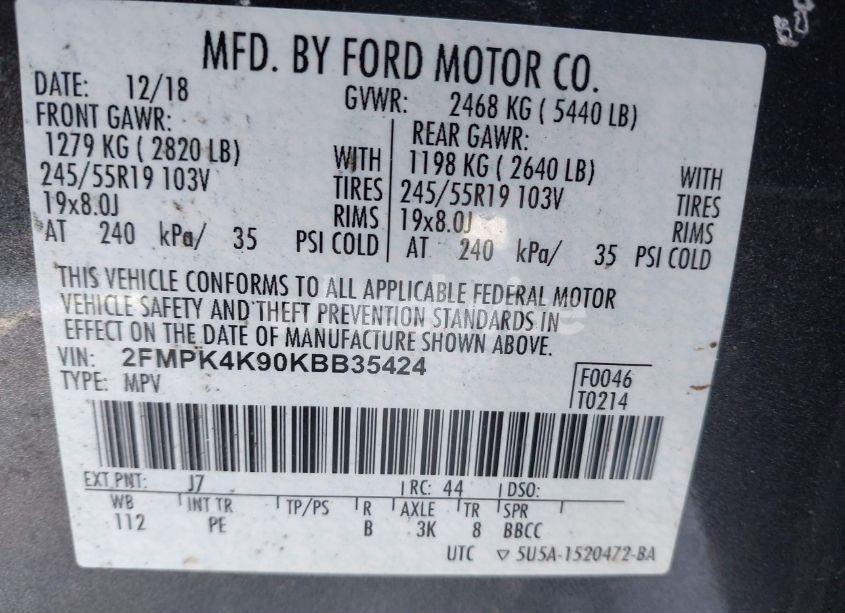 MFD. BY FORD MOTOR CO.
DATE: 12/18 GVWR: 2468 KG ( 5440 LB)
FRONT GAWR: REAR GAWR:
1279 KG ( 2820 LB) WITH 1198 KG ( 2640 LB) WITH
245/55R19 103V TIRES 245/55R19 103V TIRES
19x8.0J RIMS 19x8.0J RIMS
AT 240 kPa/ 35 PSI COLD AT 240 kPa/ 35 PSI COLD
THIS VEHICLE CONFORMS TO ALL APPLICABLE FEDERAL MOTOR
VEHICLE SAFETY AND THEFT PREVENTION STANDARDS IN
EFFECT ON THE DATE OF MANUFACTURE SHOWN ABOVE.
VIN: 2FMPK4K90KBB35424
TYPE: MPV
F0046
T0214
EXT PNT: J7 RC: 44 DSO:
WB INT TR TP/PS R AXLE TR SPR
112 PE B 3K 8 BBCC
UTC ▽ 5U5A-1520472-BA